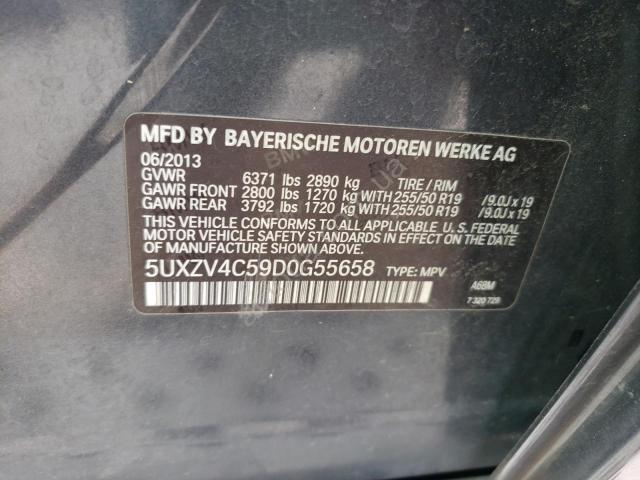 MFD BY BAYERISCHE MOTOREN WERKE AG
06/2013
GVWR 6371 lbs 2890 kg TIRE / RIM
GAWR FRONT 2800 lbs 1270 kg WITH 255/50 R19 /9.0J x 19
GAWR REAR 3792 lbs 1720 kg WITH 255/50 R19 /9.0J x 19
THIS VEHICLE CONFORMS TO ALL APPLICABLE U. S. FEDERAL
MOTOR VEHICLE SAFETY STANDARDS IN EFFECT ON THE DATE
OF MANUFACTURE SHOWN ABOVE.
5UXZV4C59D0G55658 TYPE: MPV
A68M
7 320 729